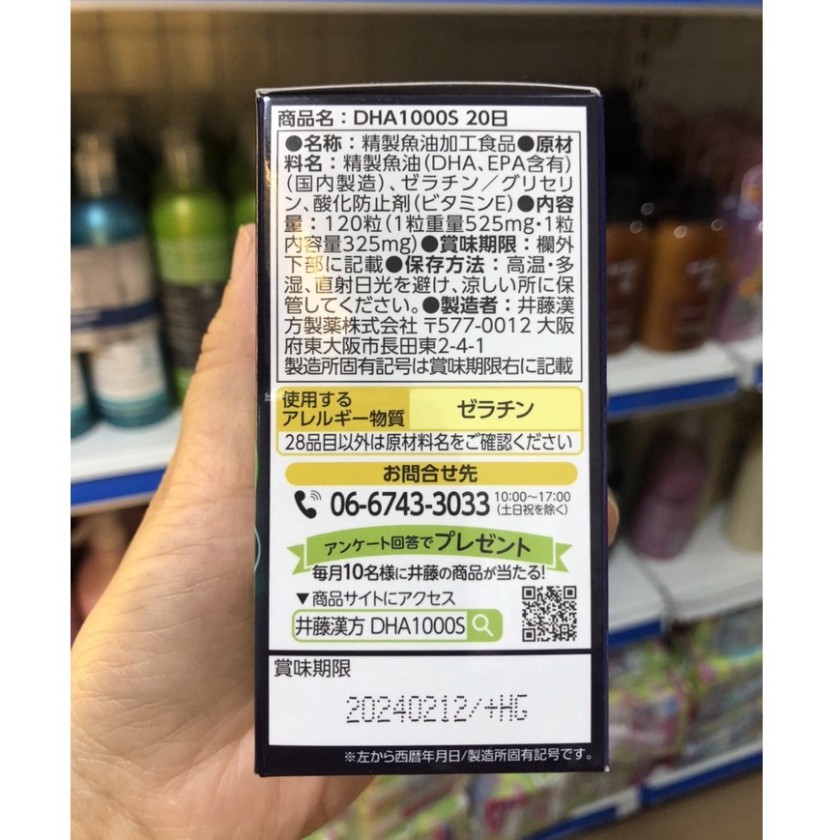 商品名：DHA1000S 20日
●名称：精製魚油加工食品●原材
料名：精製魚油（DHA、EPA含有）
（国内製造）、ゼラチン／グリセリ
ン、酸化防止剤（ビタミンE）●内容
量：120粒（1粒重量525mg・1粒
内容量325mg）●賞味期限：欄外
下部に記載●保存方法：高温・多
湿、直射日光を避け、涼しい所に保
管してください。●製造者：井藤漢
方製薬株式会社 〒577-0012 大阪
府東大阪市長田東2-4-1
製造所固有記号は賞味期限右に記載
使用する
アレルギー物質
ゼラチン
28品目以外は原材料名をご確認ください
お問合せ先
06-6743-3033 10:00〜17:00
（土日祝を除く）
アンケート回答でプレゼント
毎月10名様に井藤の商品が当たる!
▼商品サイトにアクセス
井藤漢方 DHA1000S
賞味期限
20240212/+HG
※左から西暦年月日/製造所固有記号です。